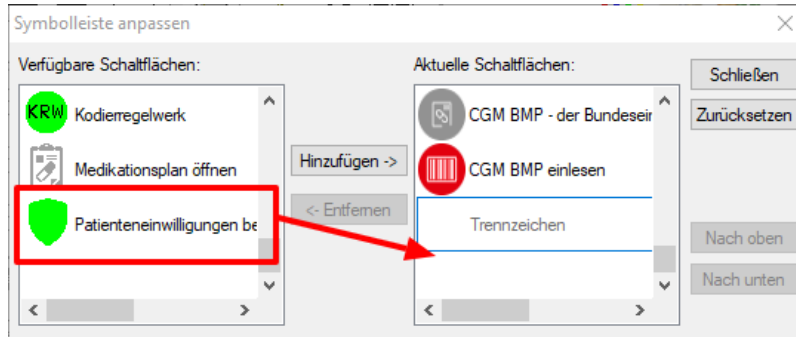 Symbolleiste anpassen
Verfügbare Schaltflächen:
KRW Kodierregelwerk
Medikationsplan öffnen
Patienteneinwilligungen be
Hinzufügen ->
<- Entfernen
Aktuelle Schaltflächen:
CGM BMP - der Bundesein
CGM BMP einlesen
Trennzeichen
Schließen
Zurücksetzen
Nach oben
Nach unten